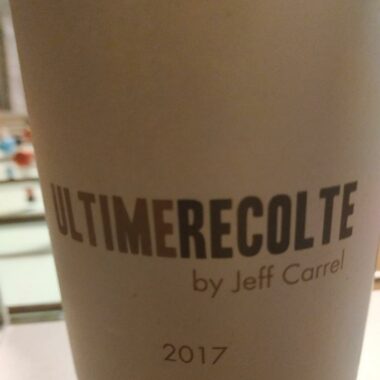 ULTIMERECOLTE
by Jeff Carrel
2017